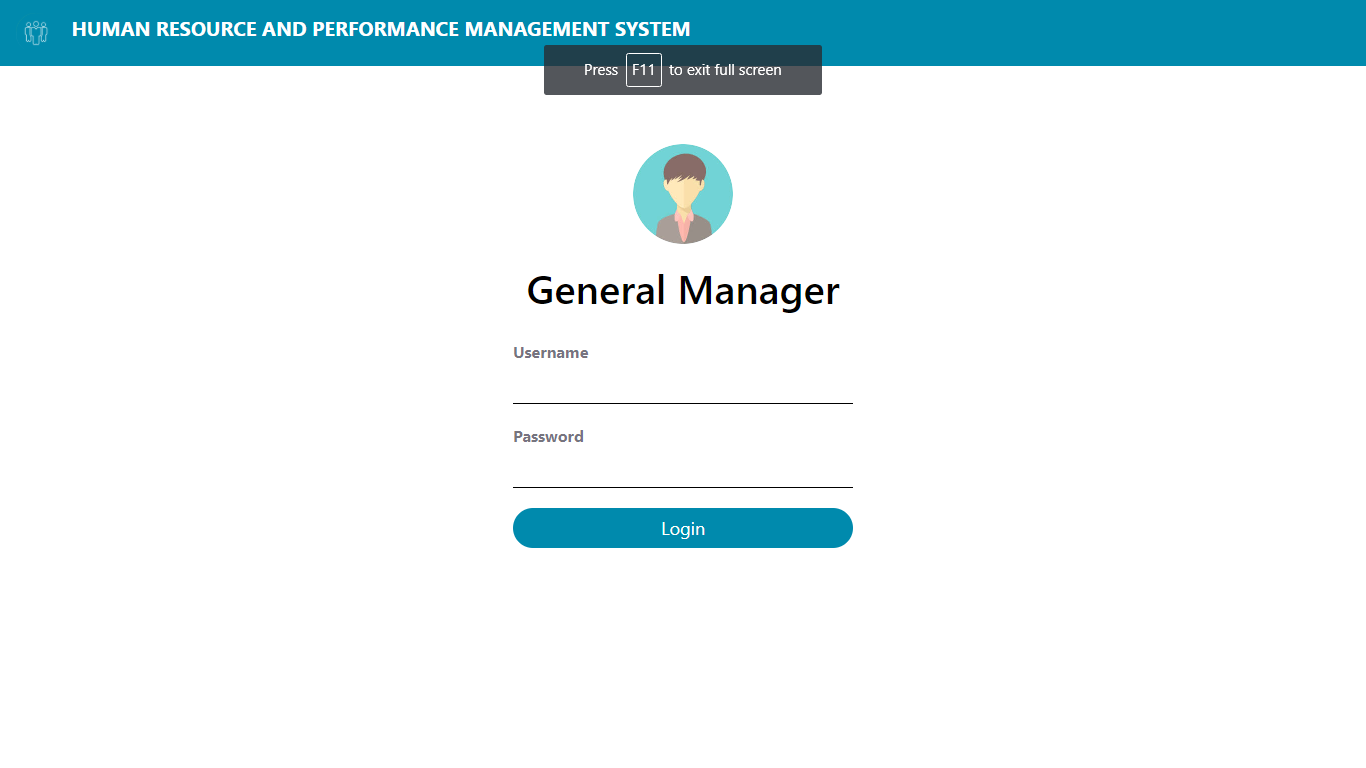 HUMAN RESOURCE AND PERFORMANCE MANAGEMENT SYSTEM
Press F11 to exit full screen
General Manager
Username
Password
Login